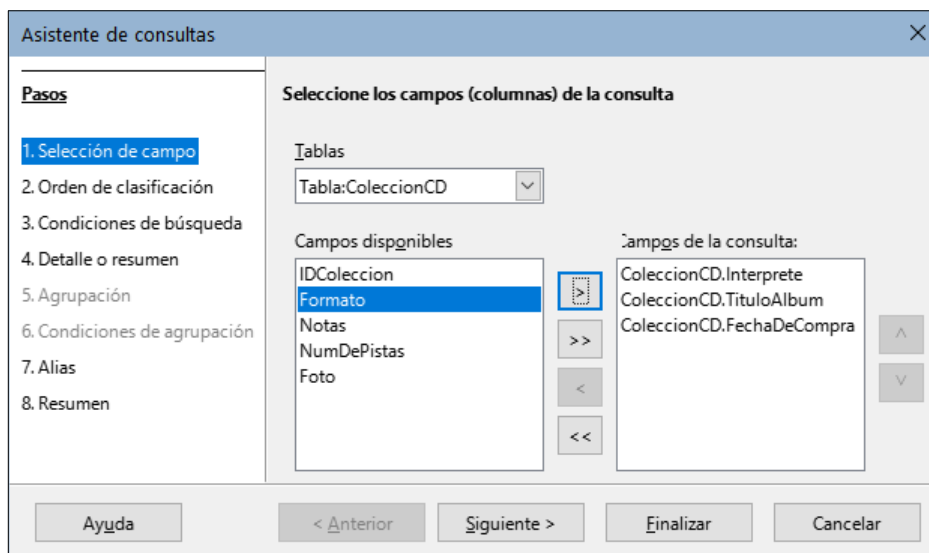 Asistente de consultas
Pasos
1. Selección de campo
2. Orden de clasificación
3. Condiciones de búsqueda
4. Detalle o resumen
5. Agrupación
6. Condiciones de agrupación
7. Alias
8. Resumen
Seleccione los campos (columnas) de la consulta
Tablas
Tabla:ColeccionCD
Campos disponibles
IDColeccion
Formato
Notas
NumDePistas
Foto
>
>>
<
<<
Campos de la consulta:
ColeccionCD.Interprete
ColeccionCD.TituloAlbum
ColeccionCD.FechaDeCompra
Ayuda
< Anterior
Siguiente >
Finalizar
Cancelar